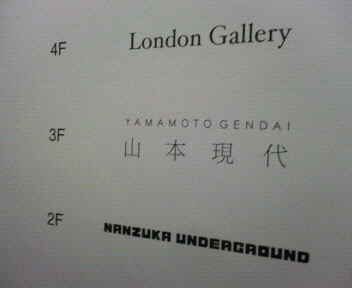 4F London Gallery
YAMAMOTO GENDAI
3F 山本現代
2F NANZUKA UNDERGROUND